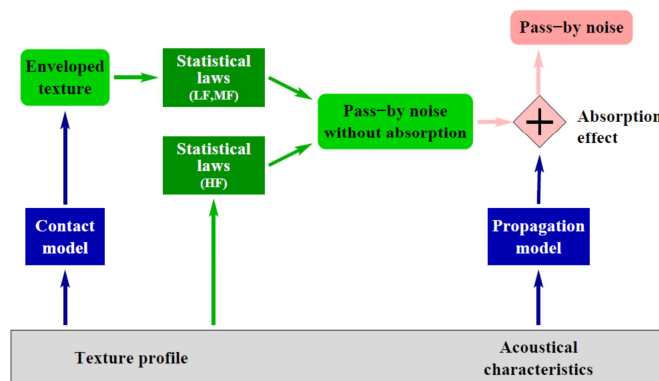 Pass−by noise
Enveloped
texture
Statistical
laws
(LF,MF)
Pass−by noise
without absorption
+
Absorption
effect
Statistical
laws
(HF)
Contact
model
Propagation
model
Texture profile
Acoustical
characteristics